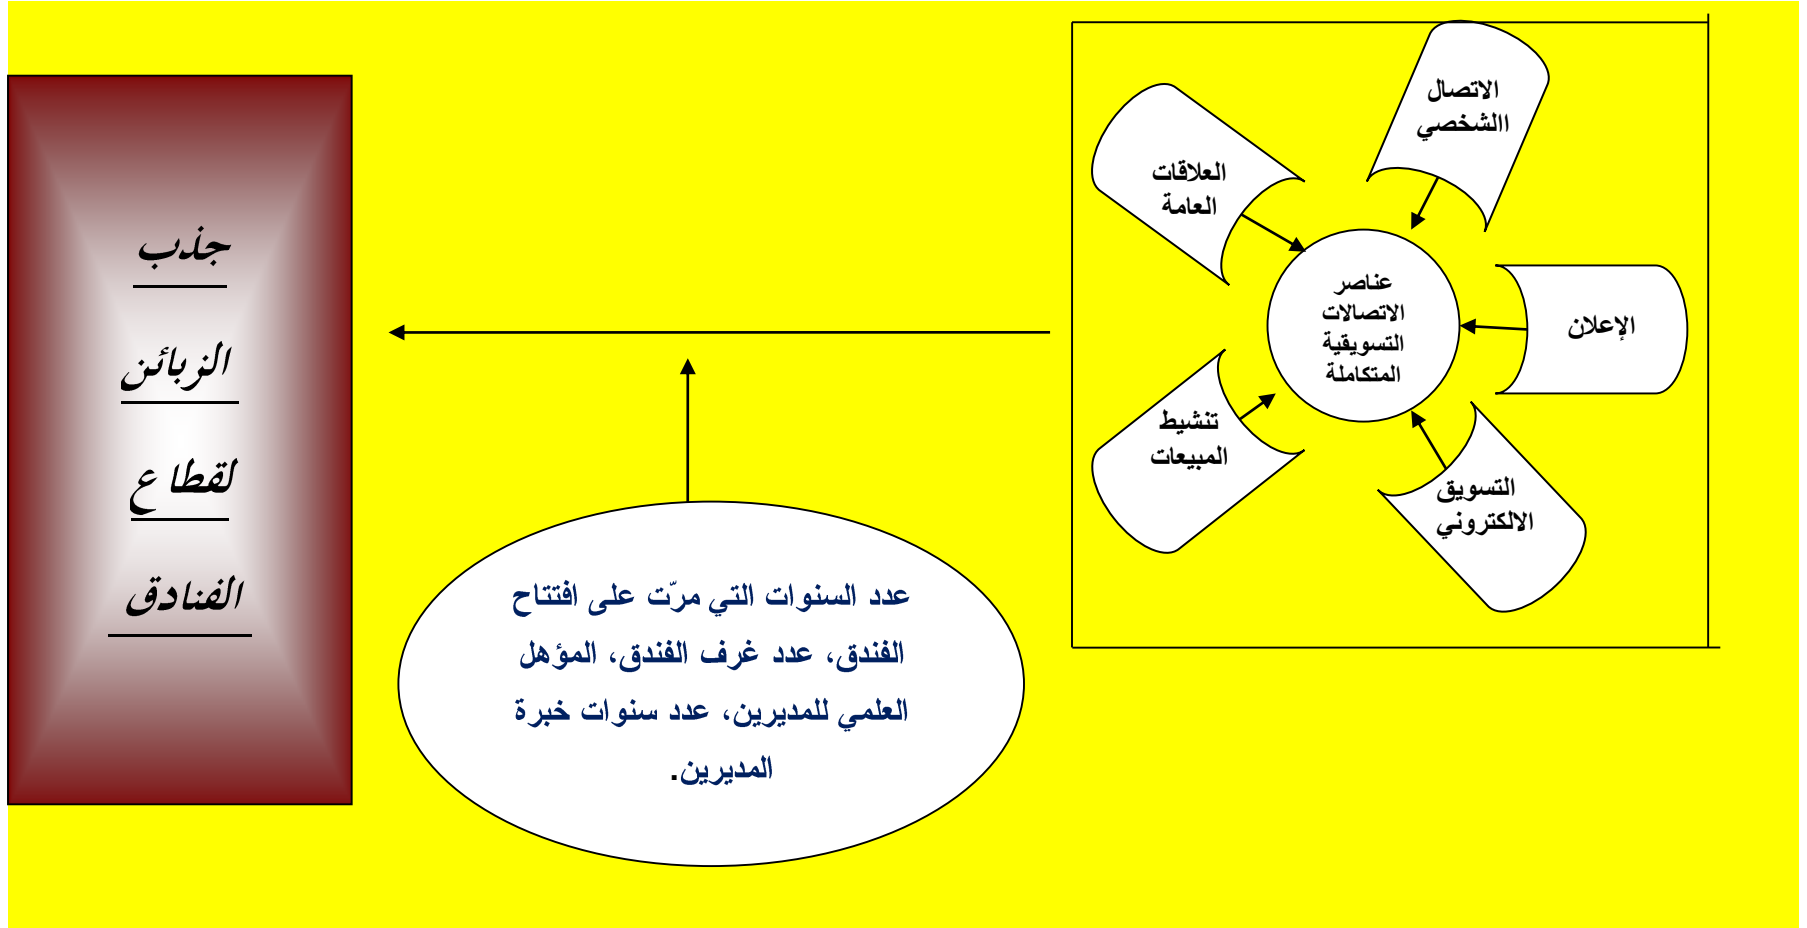 الاتصال
االشخصي
العلاقات
العامة
عناصر
الاتصالات
التسويقية
المتكاملة
الإعلان
تنشيط
المبيعات
التسويق
الالكتروني
جذب
الزبائن
لقطاع
الفنادق
عدد السنوات التي مرّت على افتتاح
الفندق، عدد غرف الفندق، المؤهل
العلمي للمديرين، عدد سنوات خبرة
المديرين.